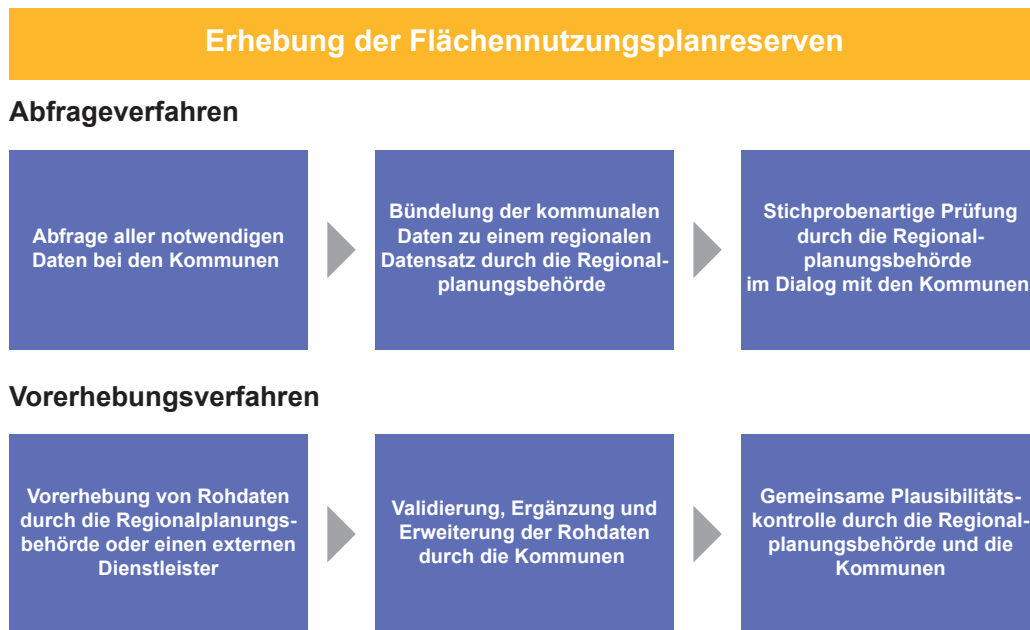 Erhebung der Flächennutzungsplanreserven
Abfrageverfahren
Abfrage aller notwendigen
Daten bei den Kommunen
Bündelung der kommunalen
Daten zu einem regionalen
Datensatz durch die Regional-
planungsbehörde
Stichprobenartige Prüfung
durch die Regional-
planungsbehörde
im Dialog mit den Kommunen
Vorerhebungsverfahren
Vorerhebung von Rohdaten
durch die Regionalplanungs-
behörde oder einen externen
Dienstleister
Validierung, Ergänzung und
Erweiterung der Rohdaten
durch die Kommunen
Gemeinsame Plausibilitäts-
kontrolle durch die Regional-
planungsbehörde und die
Kommunen